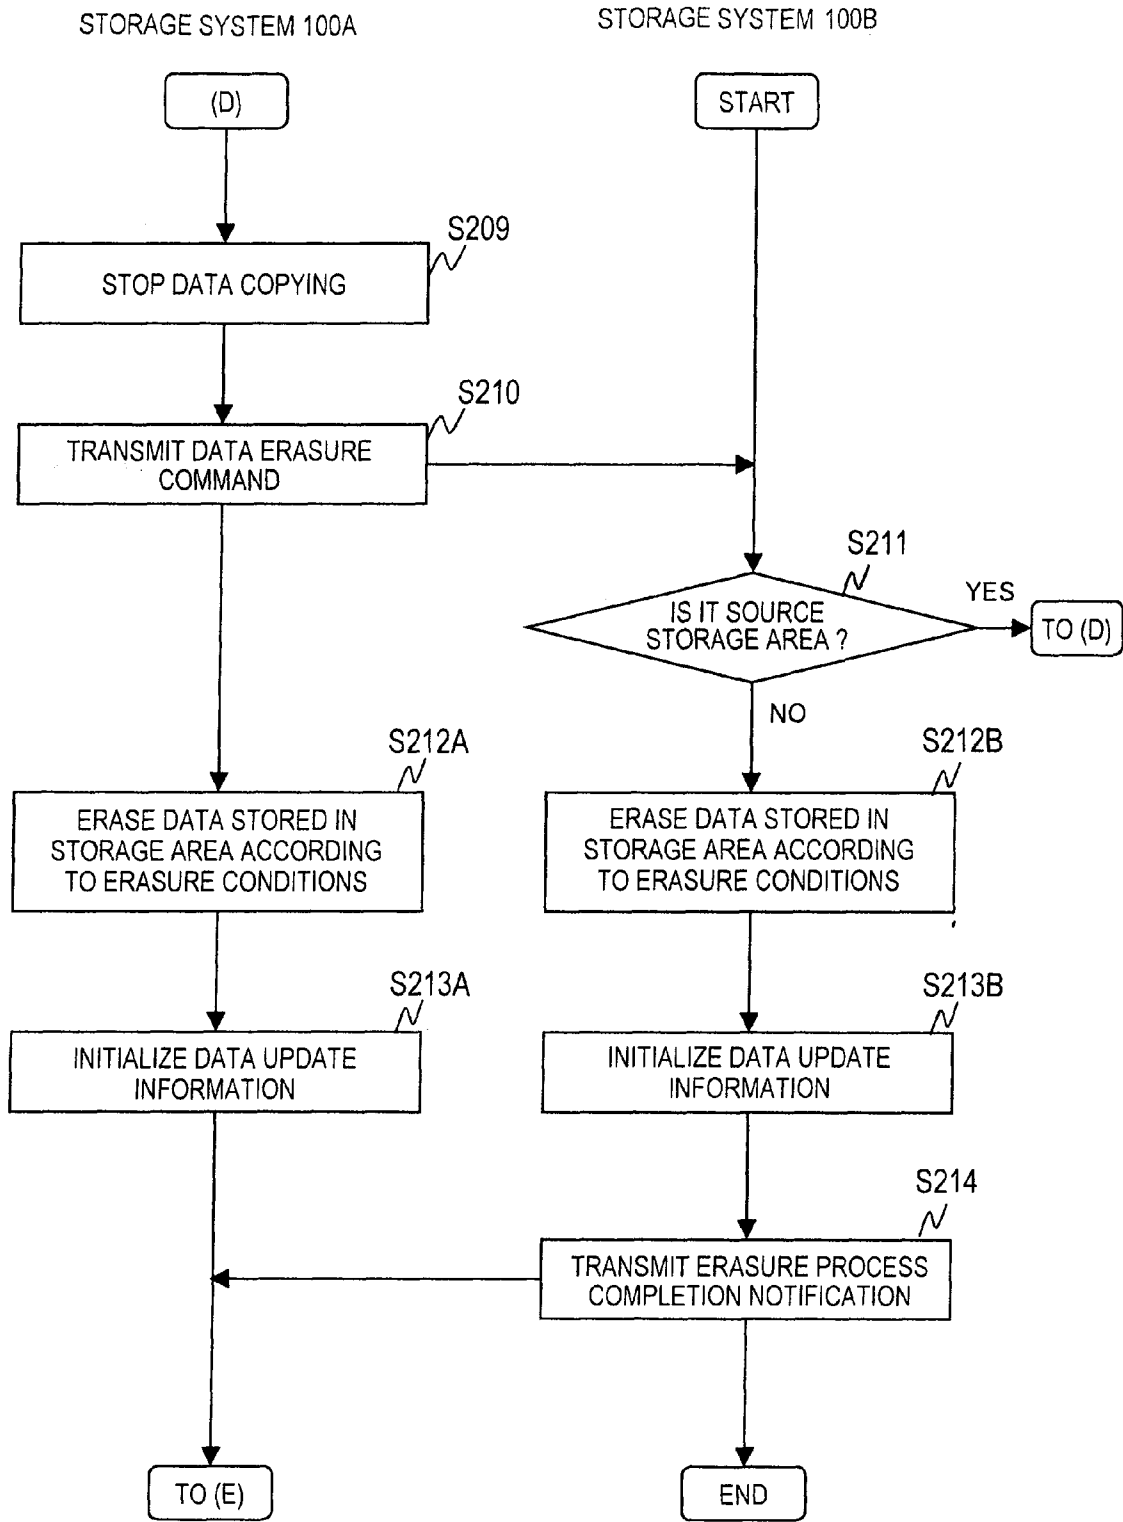 STORAGE SYSTEM 100A
STORAGE SYSTEM 100B
(D)
START
S209
STOP DATA COPYING
S210
TRANSMIT DATA ERASURE
COMMAND
S211
IS IT SOURCE
STORAGE AREA ?
YES
TO (D)
NO
S212A
ERASE DATA STORED IN
STORAGE AREA ACCORDING
TO ERASURE CONDITIONS
S212B
ERASE DATA STORED IN
STORAGE AREA ACCORDING
TO ERASURE CONDITIONS
S213A
INITIALIZE DATA UPDATE
INFORMATION
S213B
INITIALIZE DATA UPDATE
INFORMATION
S214
TRANSMIT ERASURE PROCESS
COMPLETION NOTIFICATION
TO (E)
END